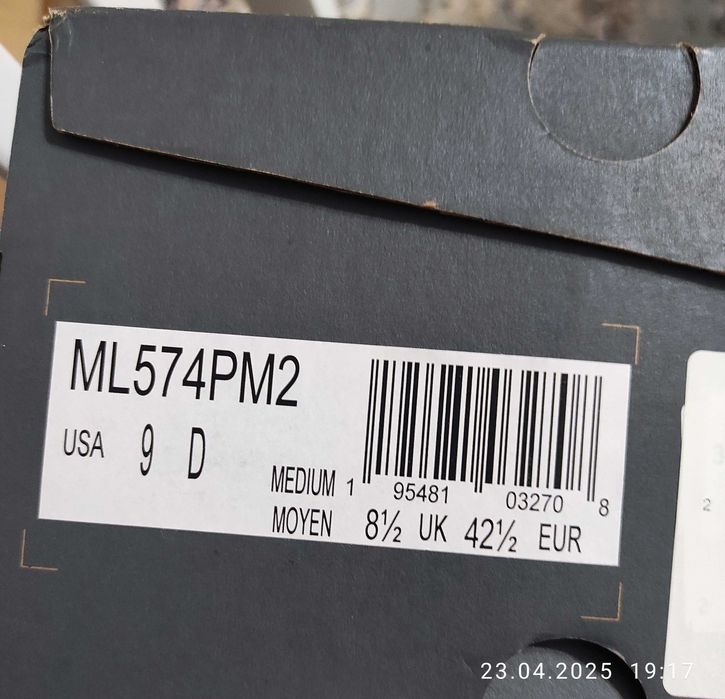 ML574PM2
USA 9 D
MEDIUM 1 95481 03270 8
MOYEN 8½ UK 42½ EUR
2
23.04.2025 19:17